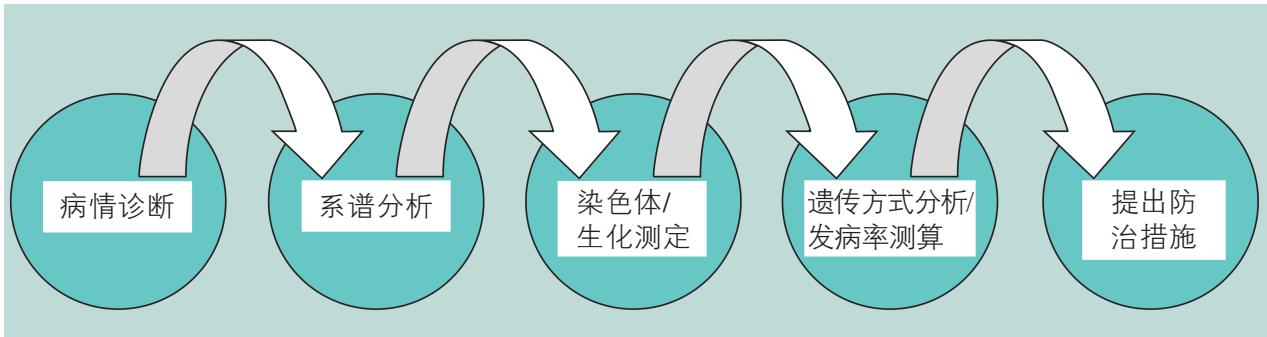 病情诊断
系谱分析
染色体/
生化测定
遗传方式分析/
发病率测算
提出防
治措施